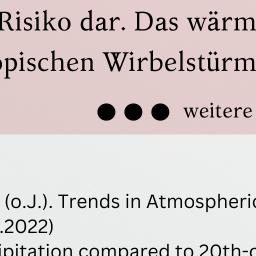 Risiko dar. Das wärm
opischen Wirbelstürm
●●● weitere
(o.J.). Trends in Atmospheric
.2022)
ipitation compared to 20th-c